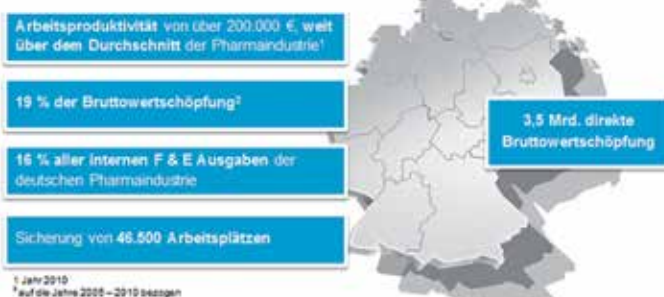 Arbeitsproduktivität von über 200.000 €, weit
über dem Durchschnitt der Pharmaindustrie¹
19 % der Bruttowertschöpfung²
16 % aller internen F & E Ausgaben der
deutschen Pharmaindustrie
Sicherung von 46.500 Arbeitsplätzen
3,5 Mrd. direkte
Bruttowertschöpfung
1 Jahr 2010
² auf die Jahre 2005 – 2010 bezogen